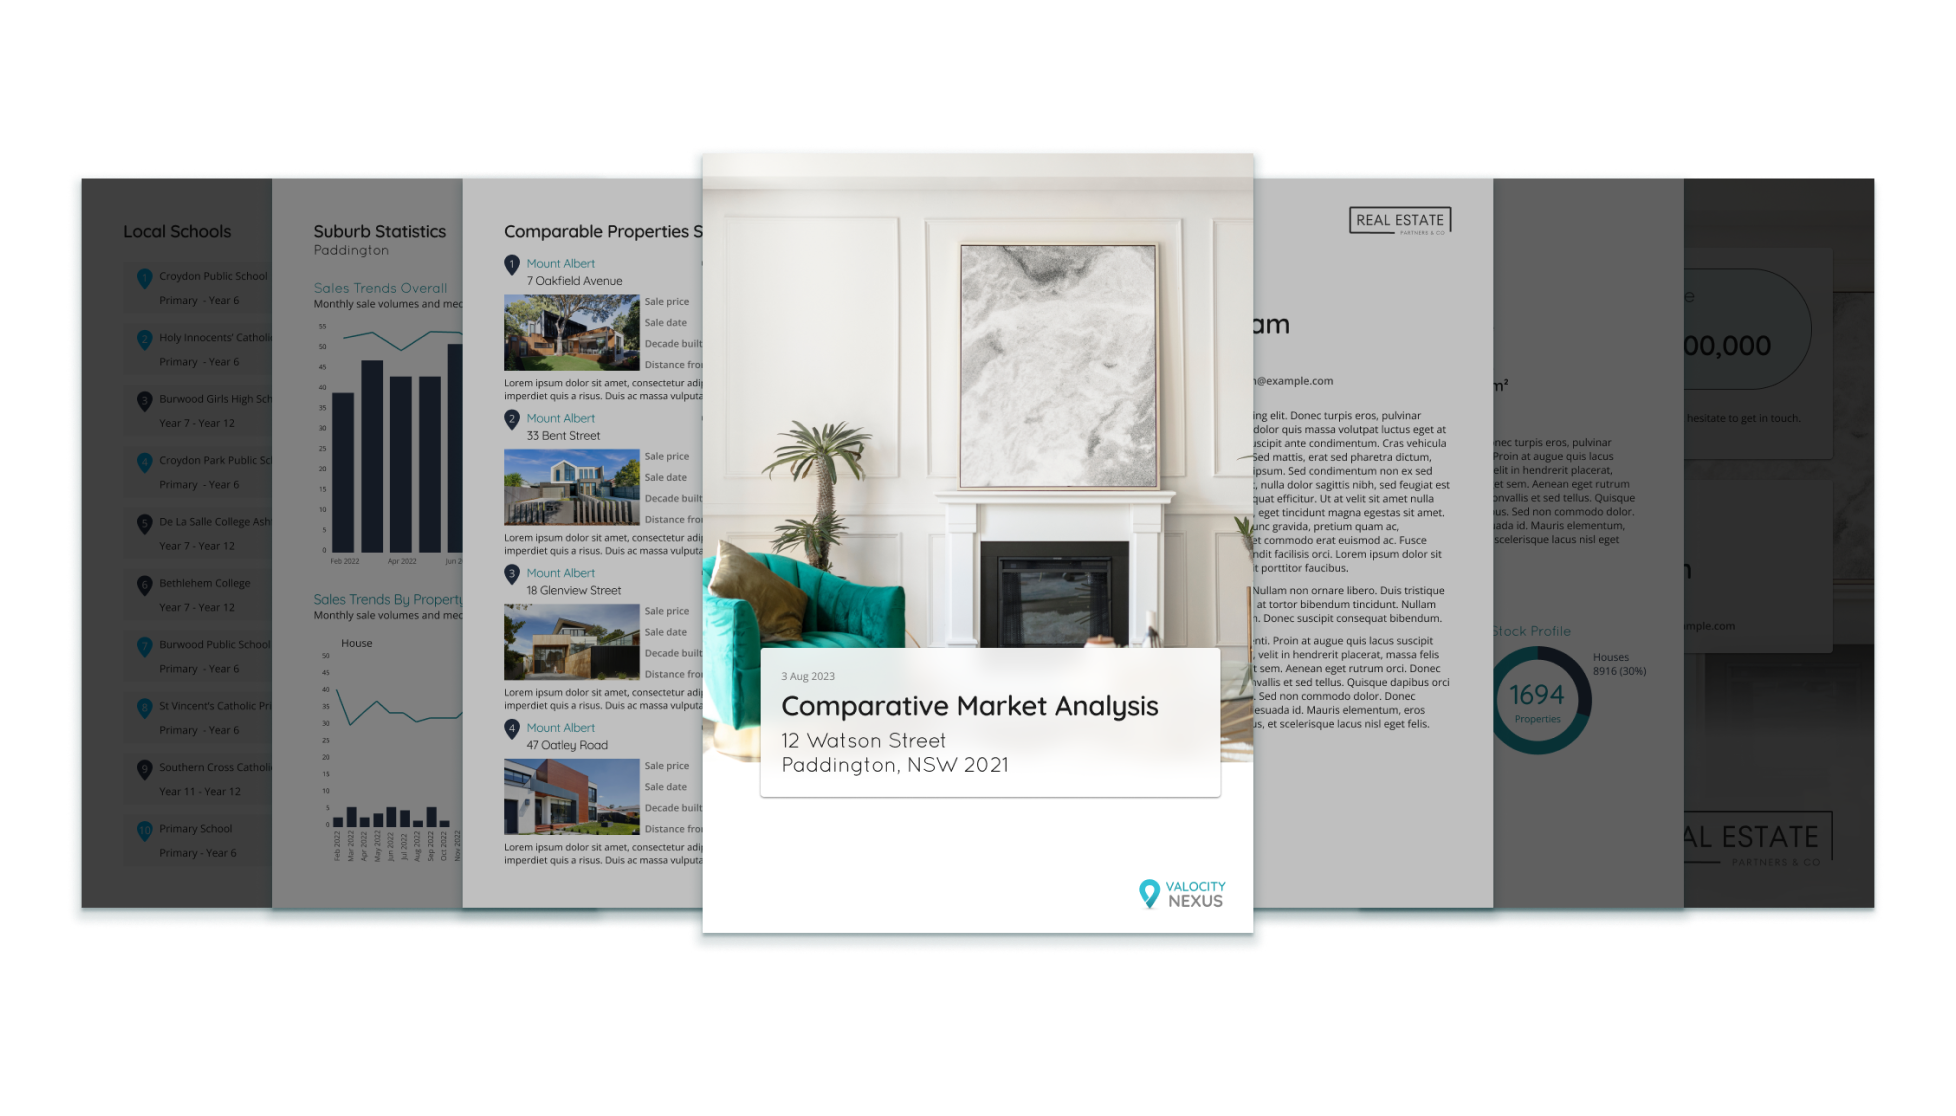 Local Schools
1 Croydon Public School
Primary - Year 6
2 Holy Innocents' Catholi
Primary - Year 6
3 Burwood Girls High Sch
Year 7 - Year 12
4 Croydon Park Public Sc
Primary - Year 6
5 De La Salle College Ash
Year 7 - Year 12
6 Bethlehem College
Year 7 - Year 12
7 Burwood Public School
Primary - Year 6
8 St Vincent's Catholic Pri
Primary - Year 6
9 Southern Cross Catholi
Year 11 - Year 12
10 Primary School
Primary - Year 6
Suburb Statistics
Paddington
Sales Trends Overall
Monthly sale volumes and med
55
50
45
40
35
30
25
20
15
10
5
0
Feb 2022 Apr 2022 Jun 2
Sales Trends By Property
Monthly sale volumes and med
House
50
45
40
35
30
25
20
15
10
5
0
Feb 2022 Mar 2022 Apr 2022 May 2022 Jun 2022 Jul 2022 Aug 2022 Sep 2022 Oct 2022 Nov 2022
Comparable Properties S
1 Mount Albert
7 Oakfield Avenue
Sale price
Sale date
Decade built
Distance fro
Lorem ipsum dolor sit amet, consectetur adip
imperdiet quis a risus. Duis ac massa vulputa
2 Mount Albert
33 Bent Street
Sale price
Sale date
Decade built
Distance fro
Lorem ipsum dolor sit amet, consectetur adip
imperdiet quis a risus. Duis ac massa vulputa
3 Mount Albert
18 Glenview Street
Sale price
Sale date
Decade built
Distance fro
Lorem ipsum dolor sit amet, consectetur adip
imperdiet quis a risus. Duis ac massa vulputa
4 Mount Albert
47 Oatley Road
Sale price
Sale date
Decade built
Distance fro
Lorem ipsum dolor sit amet, consectetur adip
imperdiet quis a risus. Duis ac massa vulputa
3 Aug 2023
Comparative Market Analysis
12 Watson Street
Paddington, NSW 2021
VALOCITY
NEXUS
REAL ESTATE
PARTNERS & CO
am
@example.com
ing elit. Donec turpis eros, pulvinar
dolor quis massa volutpat luctus eget at
uscipit ante condimentum. Cras vehicula
Sed mattis, erat sed pharetra dictum,
ipsum. Sed condimentum non ex sed
, nulla dolor sagittis nibh, sed feugiat est
quat efficitur. Ut at velit sit amet nulla
, eget tincidunt magna egestas sit amet.
unc gravida, pretium quam ac,
et commodo erat euismod ac. Fusce
ndit facilisis orci. Lorem ipsum dolor sit
t porttitor faucibus.
Nullam non ornare libero. Duis tristique
at tortor bibendum tincidunt. Nullam
n. Donec suscipit consequat bibendum.
enti. Proin at augue quis lacus suscipit
velit in hendrerit placerat, massa felis
t sem. Aenean eget rutrum orci. Donec
nvallis et sed tellus. Quisque dapibus orci
. Sed non commodo dolor. Donec
esuada id. Mauris elementum, eros
us, et scelerisque lacus nisl eget felis.
m²
onec turpis eros, pulvinar
Proin at augue quis lacus
elit in hendrerit placerat,
et sem. Aenean eget rutrum
onvallis et sed tellus. Quisque
us. Sed non commodo dolor.
uada id. Mauris elementum,
scelerisque lacus nisl eget
Stock Profile
1694
Properties
Houses
8916 (30%)
e
00,000
hesitate to get in touch.
n
mple.com
AL ESTATE
PARTNERS & CO